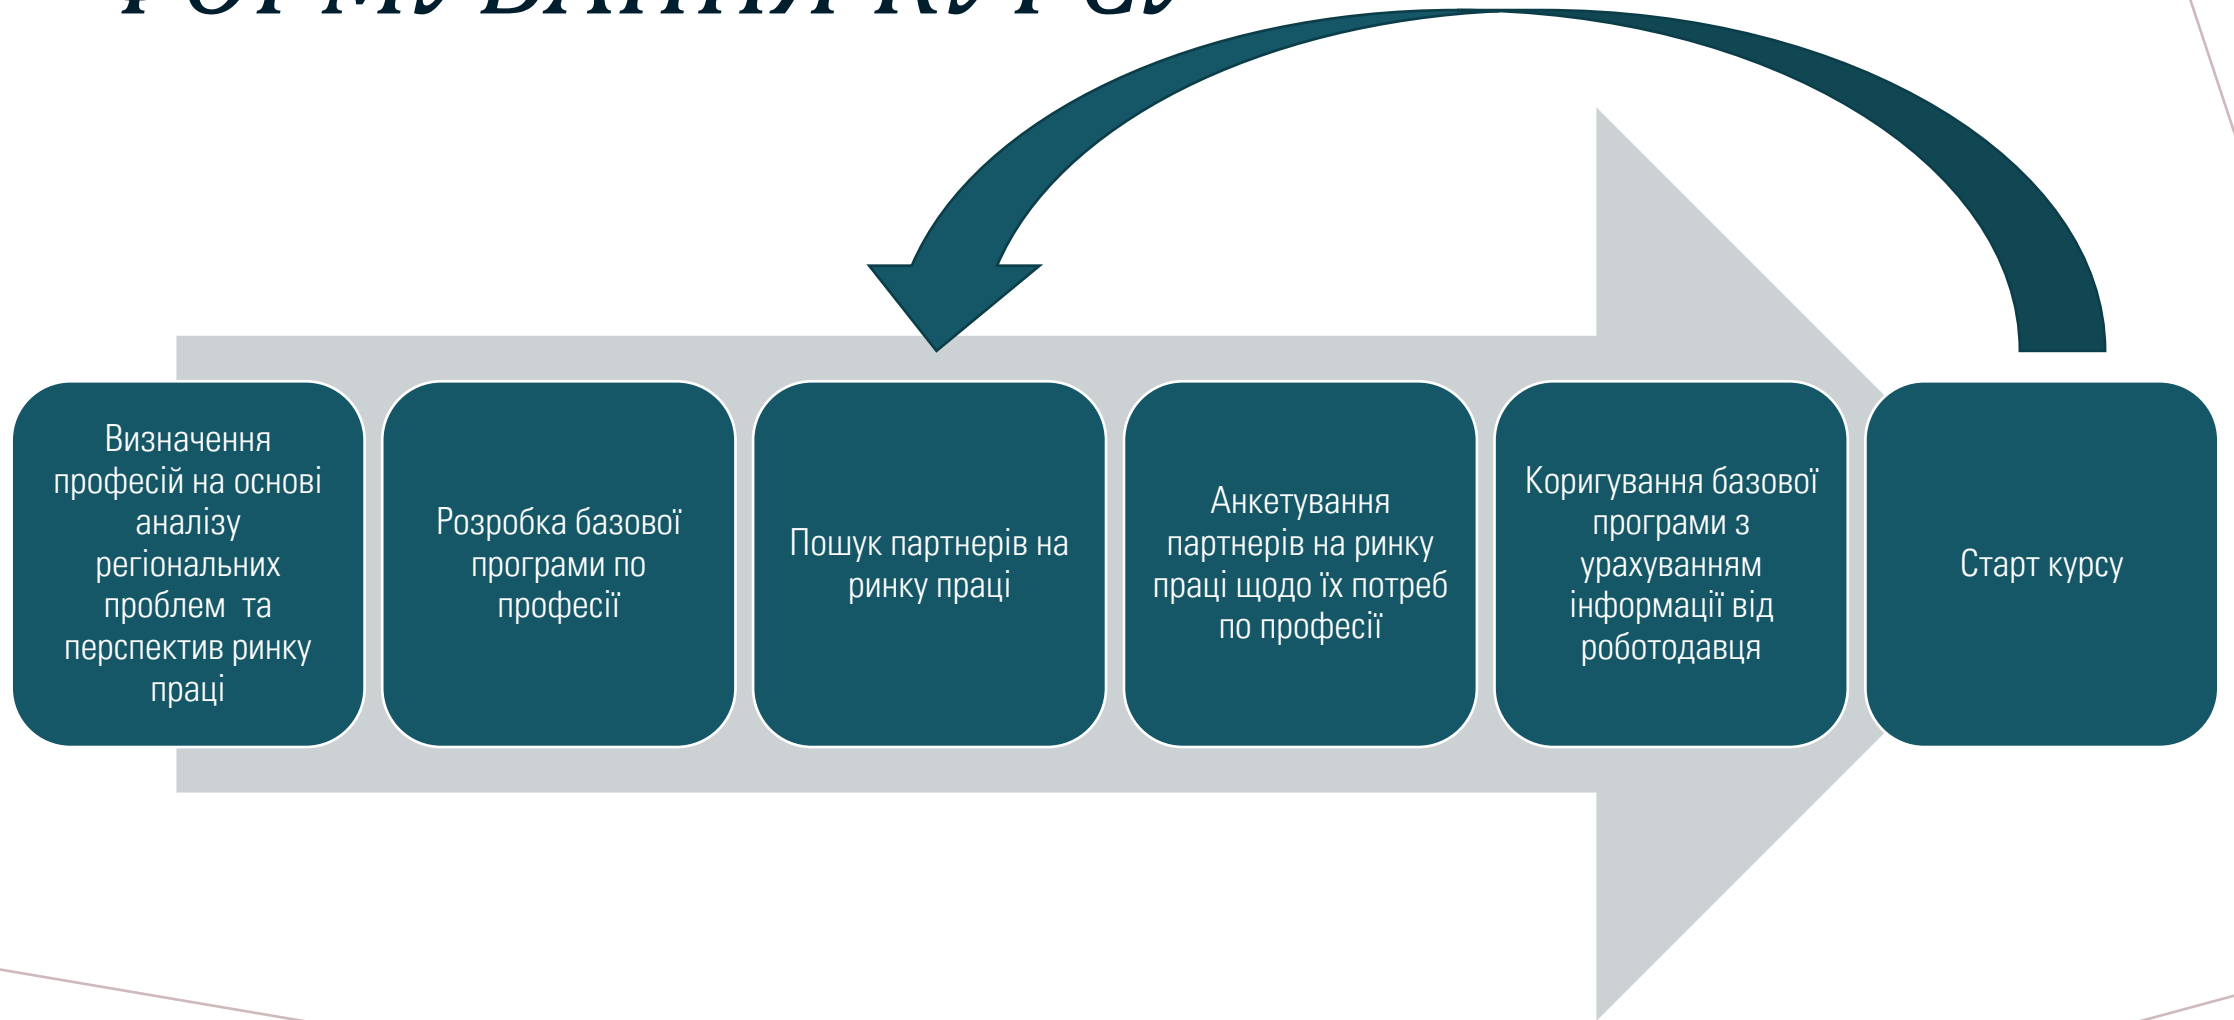 ФОРМУВАННЯ КУРСУ
Визначення
професій на основі
аналізу
регіональних
проблем та
перспектив ринку
праці
Розробка базової
програми по
професії
Пошук партнерів на
ринку праці
Анкетування
партнерів на ринку
праці щодо їх потреб
по професії
Коригування базової
програми з
урахуванням
інформації від
роботодавця
Старт курсу